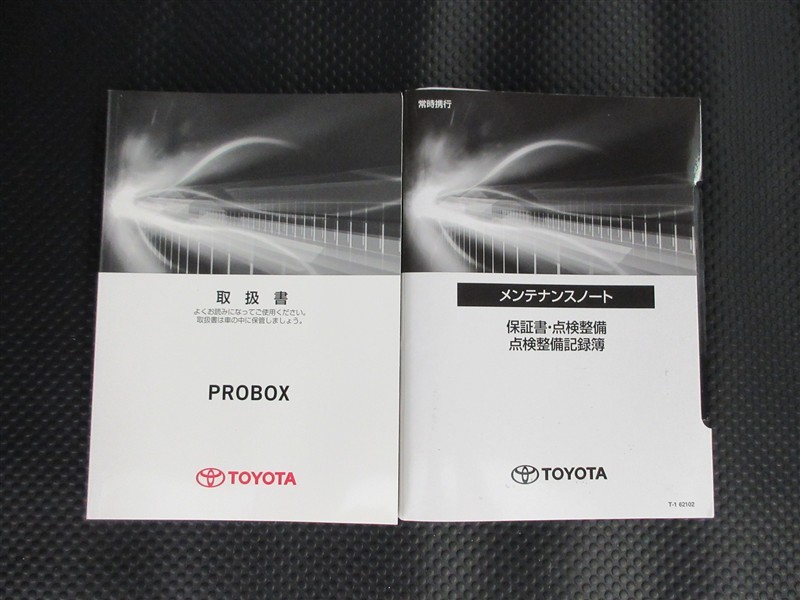 取扱書
よくお読みになってご使用ください。
取扱書は車の中に保管しましょう。
PROBOX
TOYOTA
常時携行
メンテナンスノート
保証書・点検整備
点検整備記録簿
TOYOTA
T-1 62102